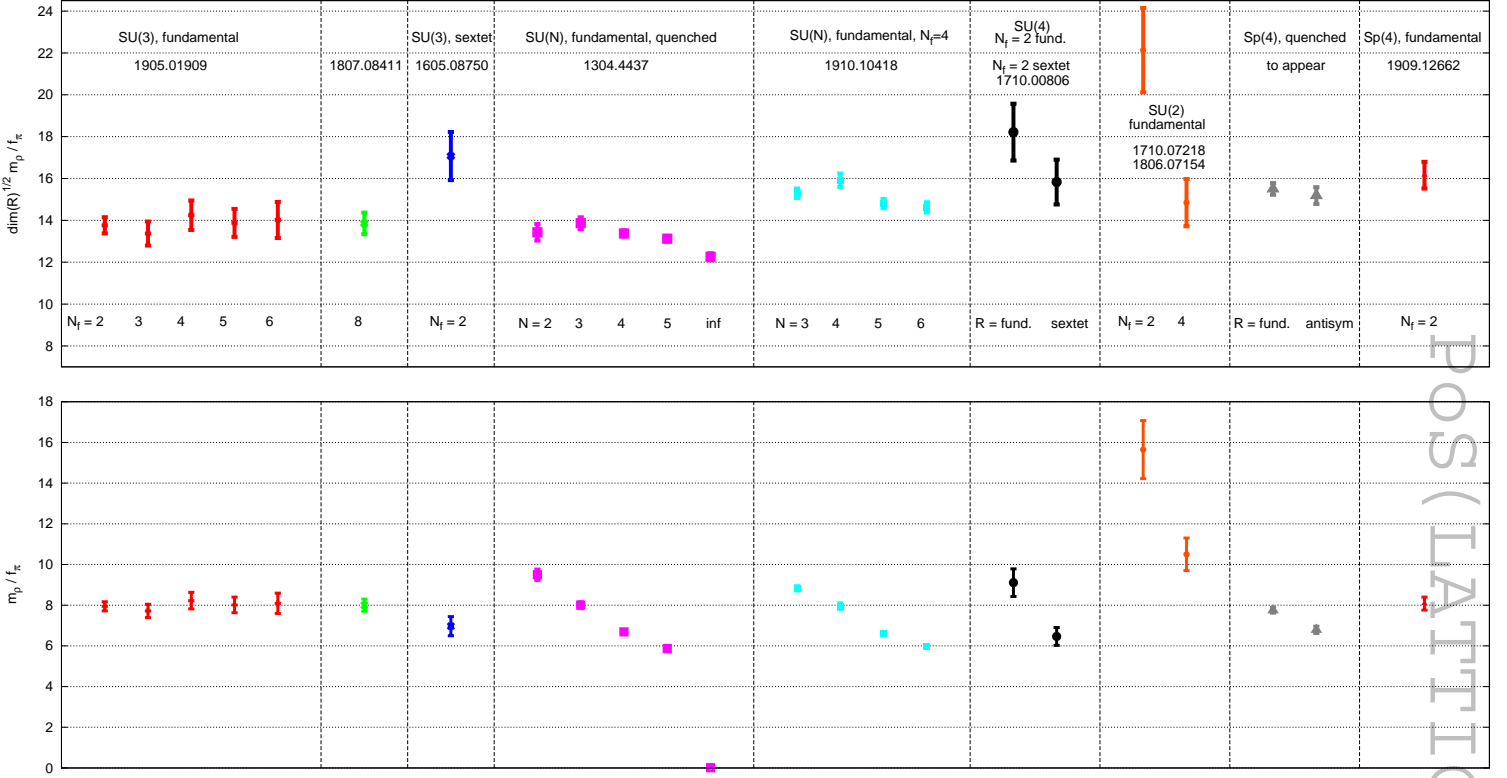 24
22
20
18
16
14
12
10
8
dim(R)^{1/2} m_ρ / f_π
SU(3), fundamental
1905.01909
1807.08411
SU(3), sextet
1605.08750
SU(N), fundamental, quenched
1304.4437
SU(N), fundamental, N_f=4
1910.10418
SU(4)
N_f = 2 fund.
N_f = 2 sextet
1710.00806
SU(2)
fundamental
1710.07218
1806.07154
Sp(4), quenched
to appear
Sp(4), fundamental
1909.12662
N_f = 2 3 4 5 6 8 N_f = 2 N = 2 3 4 5 inf N = 3 4 5 6 R = fund. sextet N_f = 2 4 R = fund. antisym N_f = 2
18
16
14
12
10
8
6
4
2
0
m_ρ / f_π
PoS(LATTIC